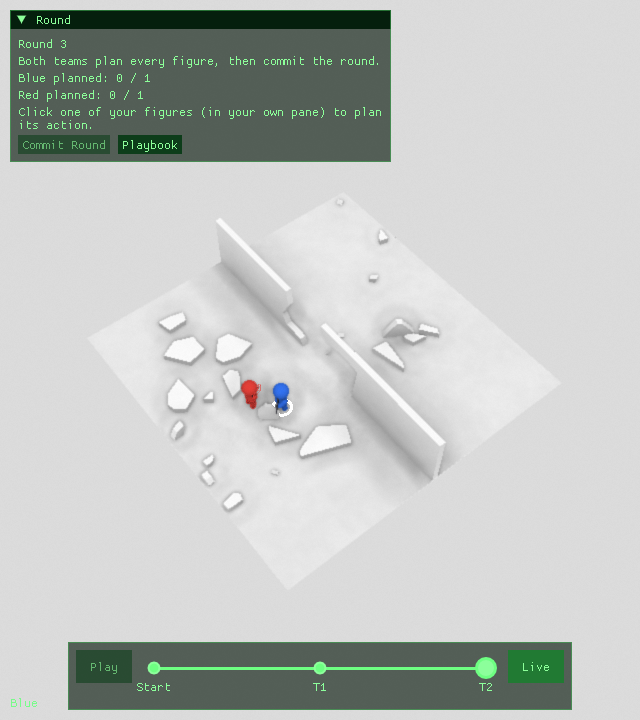 Round
Round 3
Both teams plan every figure, then commit the round.
Blue planned: 0 / 1
Red planned: 0 / 1
Click one of your figures (in your own pane) to plan
its action.
Commit Round Playbook
Play Live
Start T1 T2
Blue